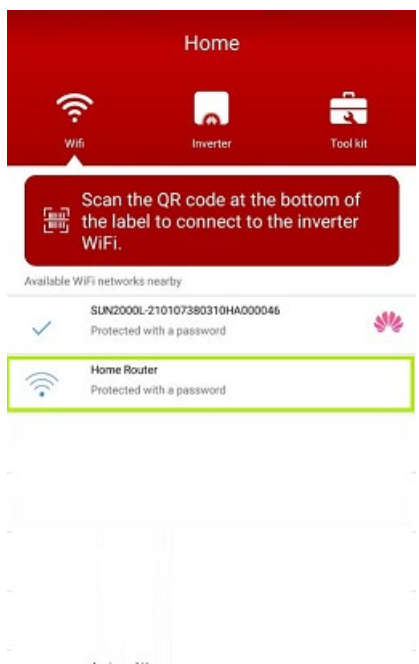 Home
Wifi
Inverter
Tool kit
Scan the QR code at the bottom of
the label to connect to the inverter
WiFi.
Available WiFi networks nearby
SUN2000L-210107380310HA000046
Protected with a password
Home Router
Protected with a password